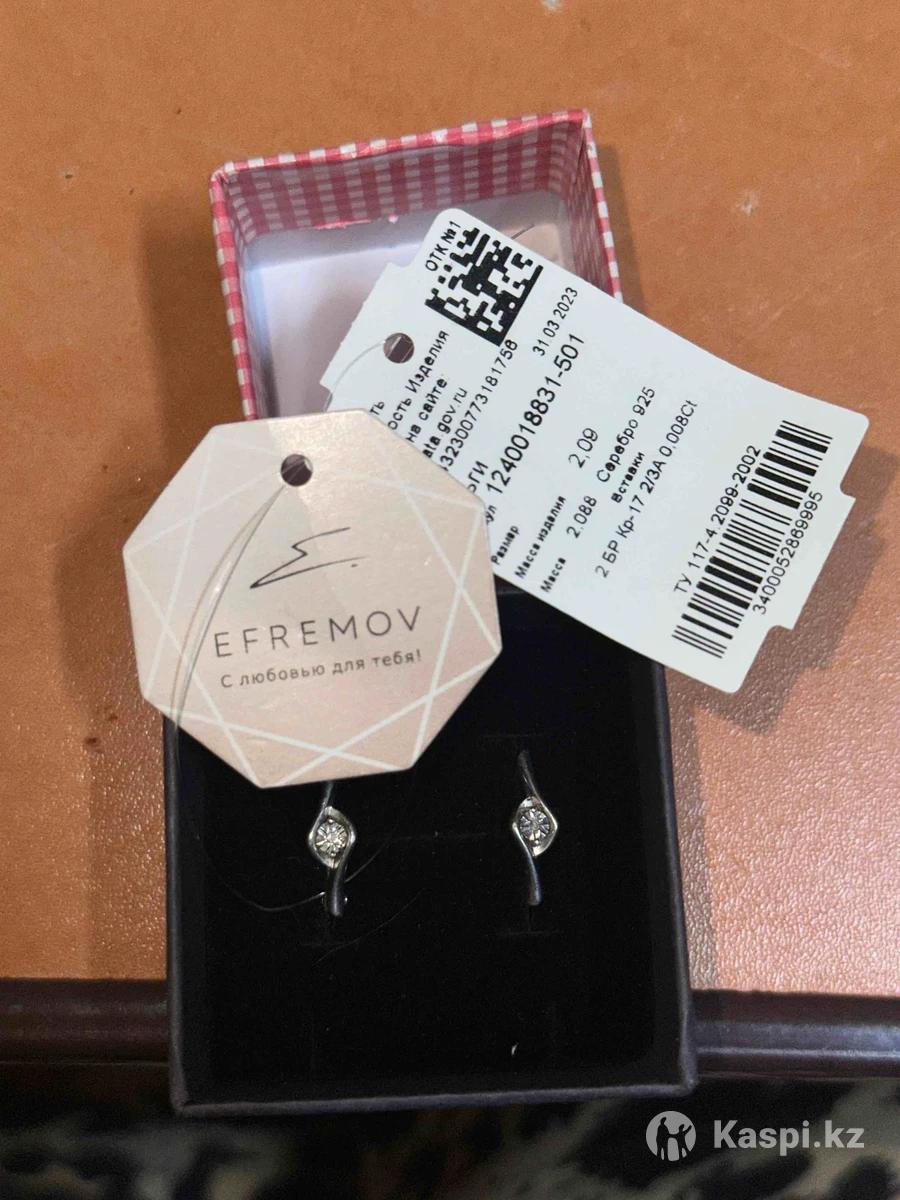 EFREMOV
С любовью для тебя!
ОТК №1
31.03.2023
Изделия
на сайте:
.gov.ru
1240018831-501
Размер
Масса изделия
2.09
Масса
2.088
Серебро 925
Вставки
2 БР Кр-17 2/3А 0,008Ct
ТУ 117-4.2099-2002
3400052869995
Kaspi.kz